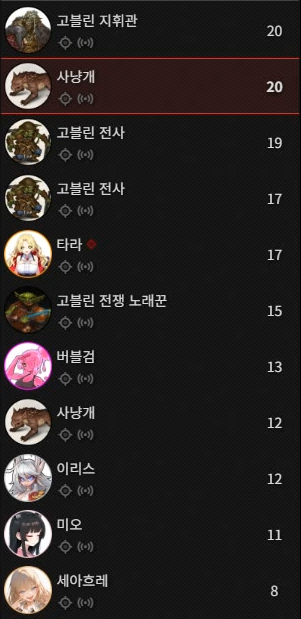 고블린 지휘관
20
사냥개
20
고블린 전사
19
고블린 전사
17
타라
17
고블린 전쟁 노래꾼
15
버블검
13
사냥개
12
이리스
12
미오
11
세아흐레
8